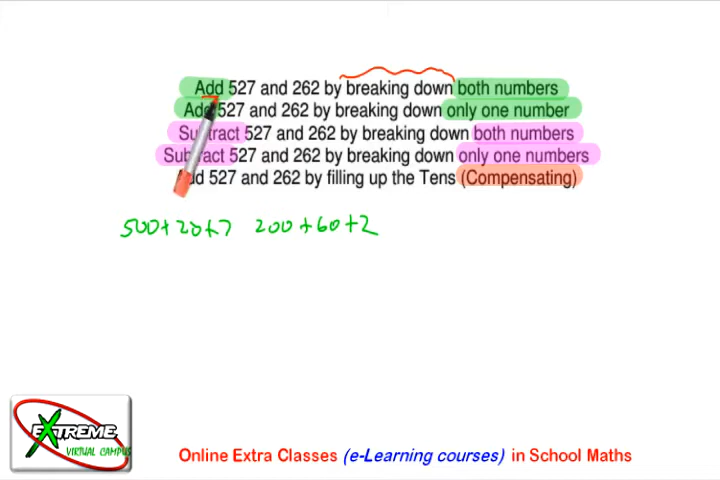 Add 527 and 262 by breaking down both numbers
Add 527 and 262 by breaking down only one number
Subtract 527 and 262 by breaking down both numbers
Subtract 527 and 262 by breaking down only one numbers
Add 527 and 262 by filling up the Tens (Compensating)
500+20+7 200+60+2
EXTREME
VIRTUAL CAMPUS
Online Extra Classes (e-Learning courses) in School Maths